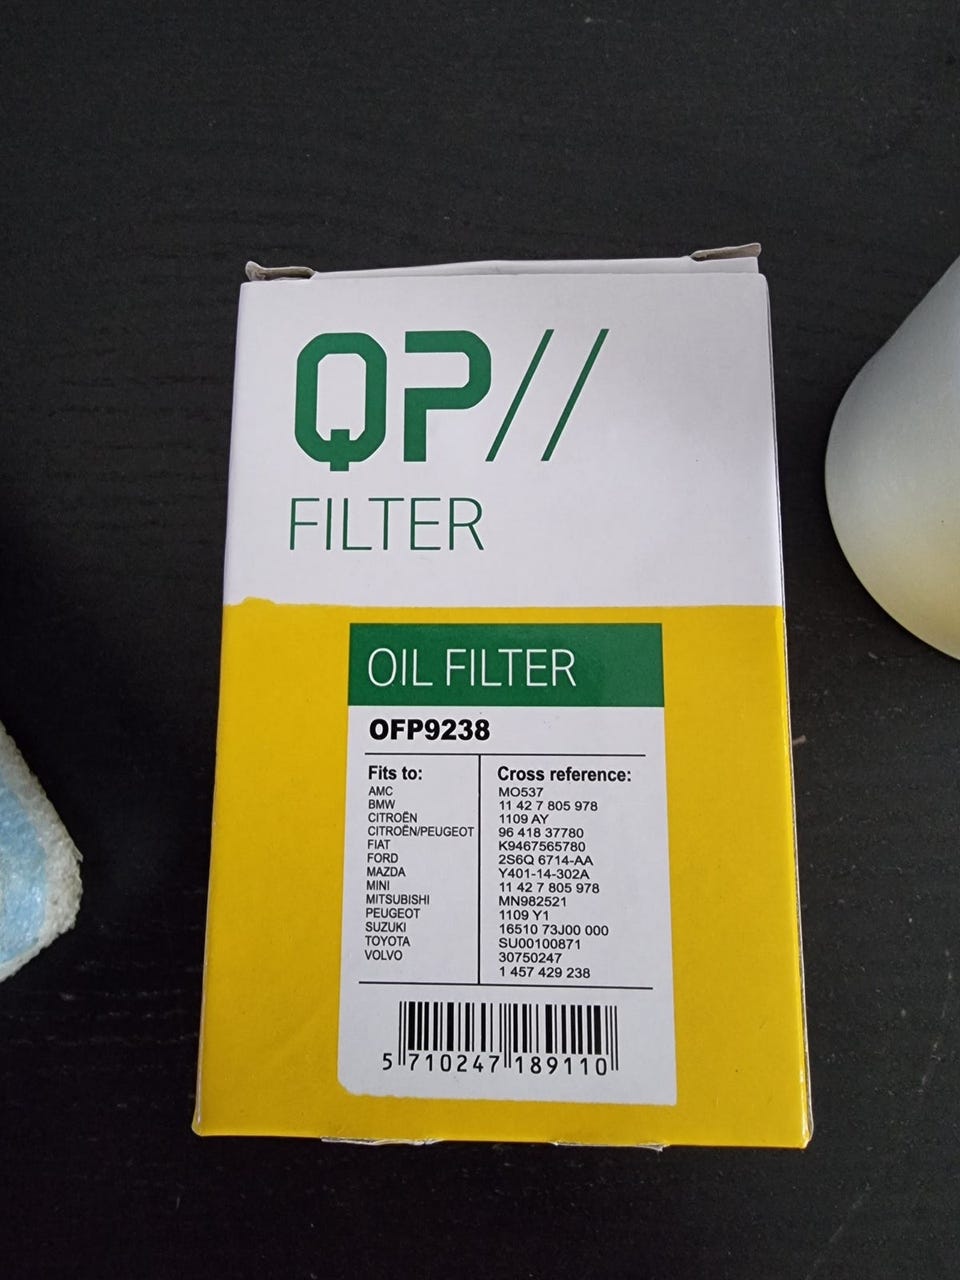 QP//
FILTER
OIL FILTER
OFP9238
Fits to:
AMC
BMW
CITROËN
CITROËN/PEUGEOT
FIAT
FORD
MAZDA
MINI
MITSUBISHI
PEUGEOT
SUZUKI
TOYOTA
VOLVO
Cross reference:
MO537
11 42 7 805 978
1109 AY
96 418 37780
K9467565780
2S6Q 6714-AA
Y401-14-302A
11 42 7 805 978
MN982521
1109 Y1
16510 73J00 000
SU00100871
30750247
1 457 429 238
5 710247 189110